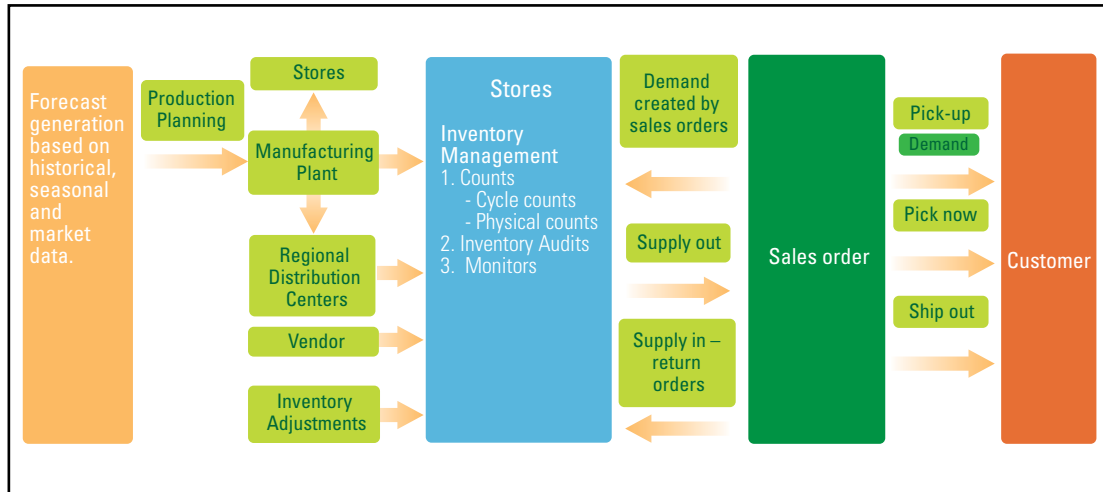 Forecast
generation
based on
historical,
seasonal
and
market
data.
Production
Planning
Stores
Manufacturing
Plant
Regional
Distribution
Centers
Vendor
Inventory
Adjustments
Stores
Inventory
Management
1. Counts
- Cycle counts
- Physical counts
2. Inventory Audits
3. Monitors
Demand
created by
sales orders
Supply out
Supply in –
return
orders
Sales order
Pick-up
Demand
Pick now
Ship out
Customer